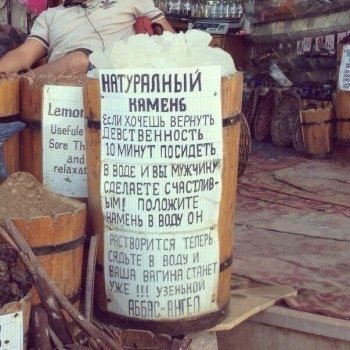 НАТУРАЛНЫЙ
КАМЕНЬ
ЕСЛИ ХОЧЕШЬ ВЕРНУТЬ
ДЕВСТВЕННОСТЬ
10 МИНУТ ПОСИДЕТЬ
В ВОДЕ И ВЫ МУЖЧИНУ
СДЕЛАЕТЕ СЧАСТЛИВ-
ЫМ! ПОЛОЖИТЕ
КАМЕНЬ В ВОДУ ОН
РАСТВОРИТСЯ ТЕПЕРЬ
СЯДЬТЕ В ВОДУ И
ВАША ВАГИНА СТАНЕТ
УЖЕ !!! УЗЕНЬКОЙ
АББАС-АНГЕЛ
Lemon
Usefule
Sore Th
and
relaxat